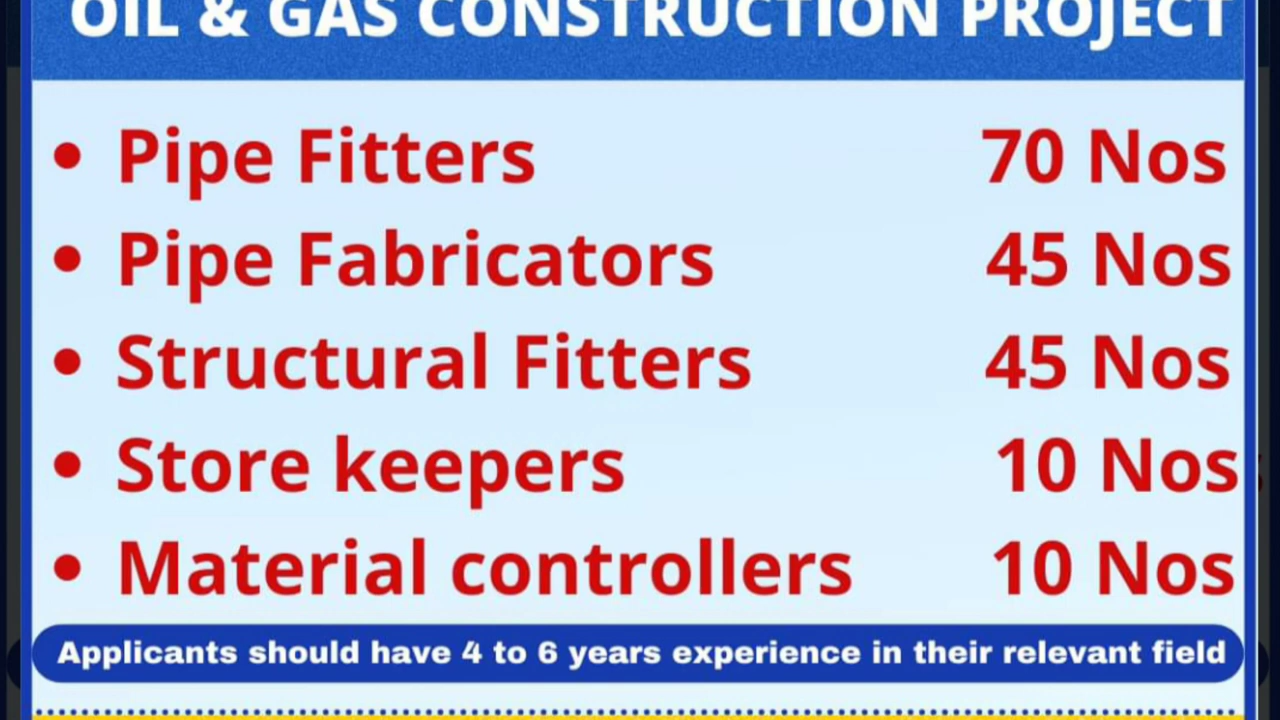 OIL & GAS CONSTRUCTION PROJECT
• Pipe Fitters 70 Nos
• Pipe Fabricators 45 Nos
• Structural Fitters 45 Nos
• Store keepers 10 Nos
• Material controllers 10 Nos
Applicants should have 4 to 6 years experience in their relevant field